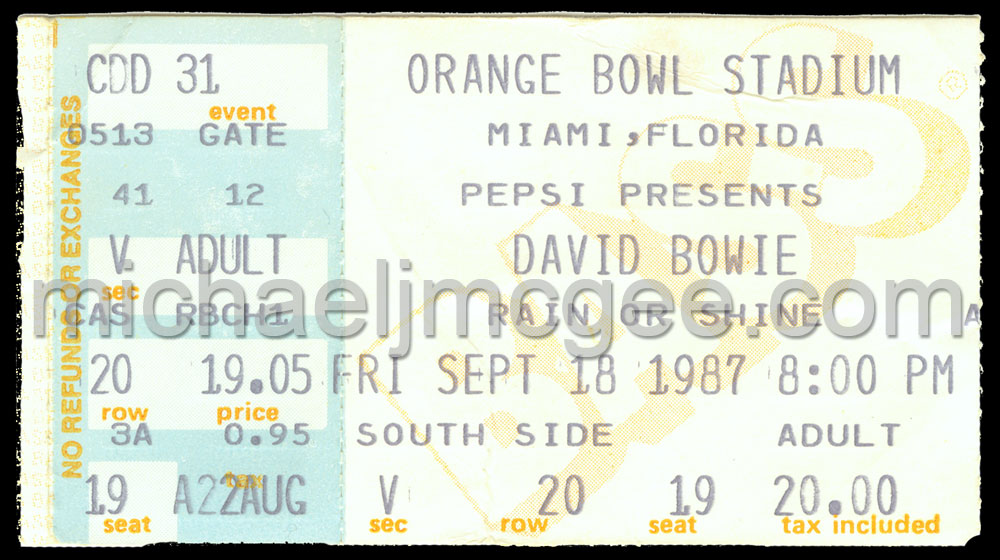 NO REFUNDS OR EXCHANGES
CDD 31
event
0513 GATE
41 12
V ADULT
sec
CAS RBCH1
20 19.05
row price
3A 0.95
tax
19 A22AUG
seat
ORANGE BOWL STADIUM
MIAMI, FLORIDA
PEPSI PRESENTS
DAVID BOWIE
RAIN OR SHINE A
FRI SEPT 18 1987 8:00 PM
SOUTH SIDE ADULT
V 20 19 20.00
sec row seat tax included
michaeljmcgee.com